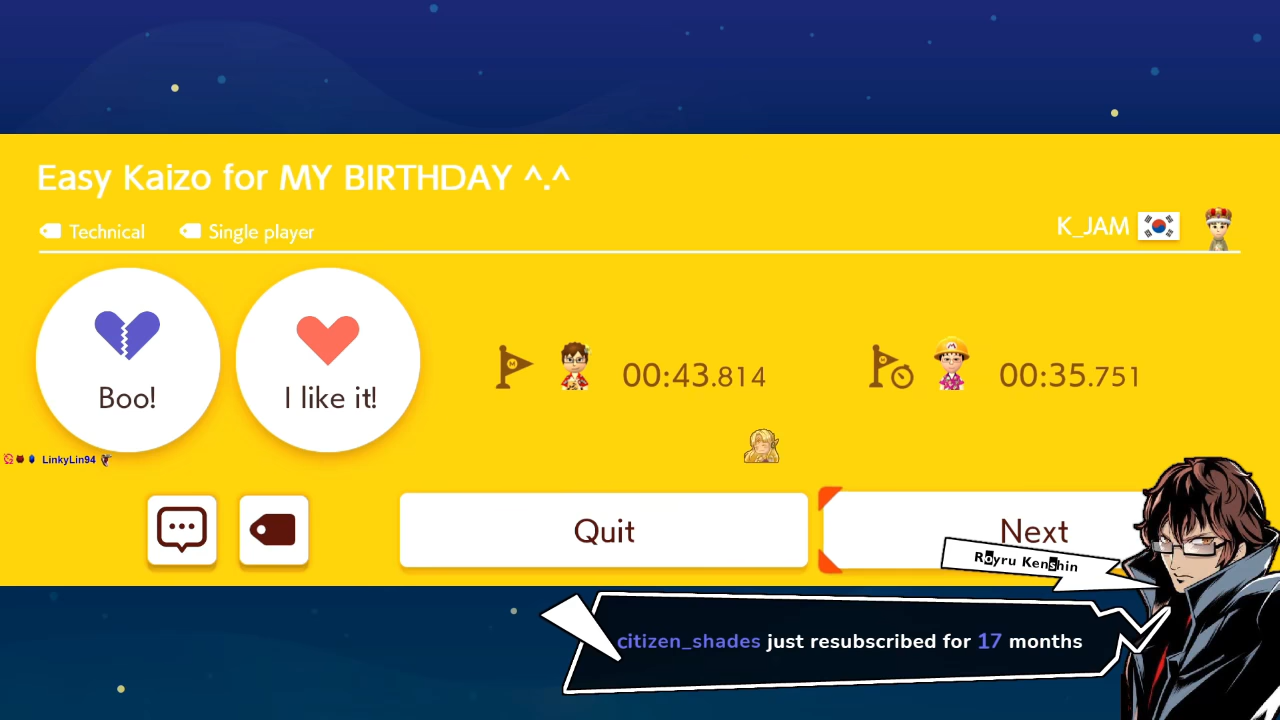 Easy Kaizo for MY BIRTHDAY ^.^
Technical Single player
K_JAM
Boo!
I like it!
00:43.814
00:35.751
LinkyLin94
Quit
Next
Royru Kenshin
citizen_shades just resubscribed for 17 months